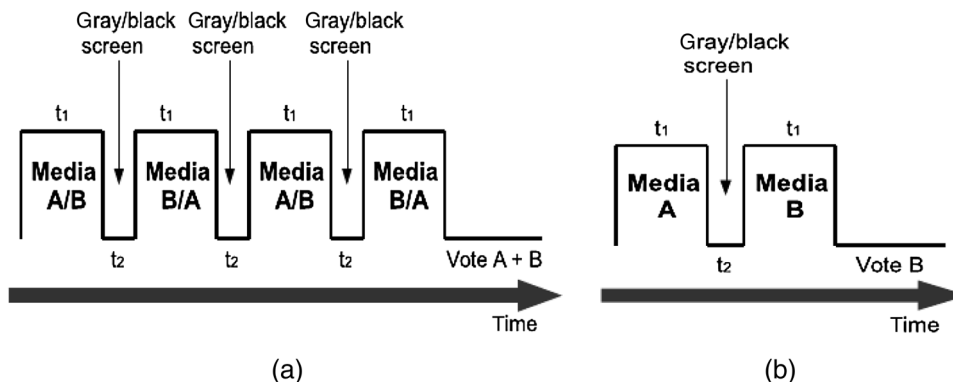 Gray/black
screen
Gray/black
screen
Gray/black
screen
t1
t1
t1
t1
Media
A/B
Media
B/A
Media
A/B
Media
B/A
t2
t2
t2
Vote A + B
Time
(a)
Gray/black
screen
t1
t1
Media
A
Media
B
t2
Vote B
Time
(b)